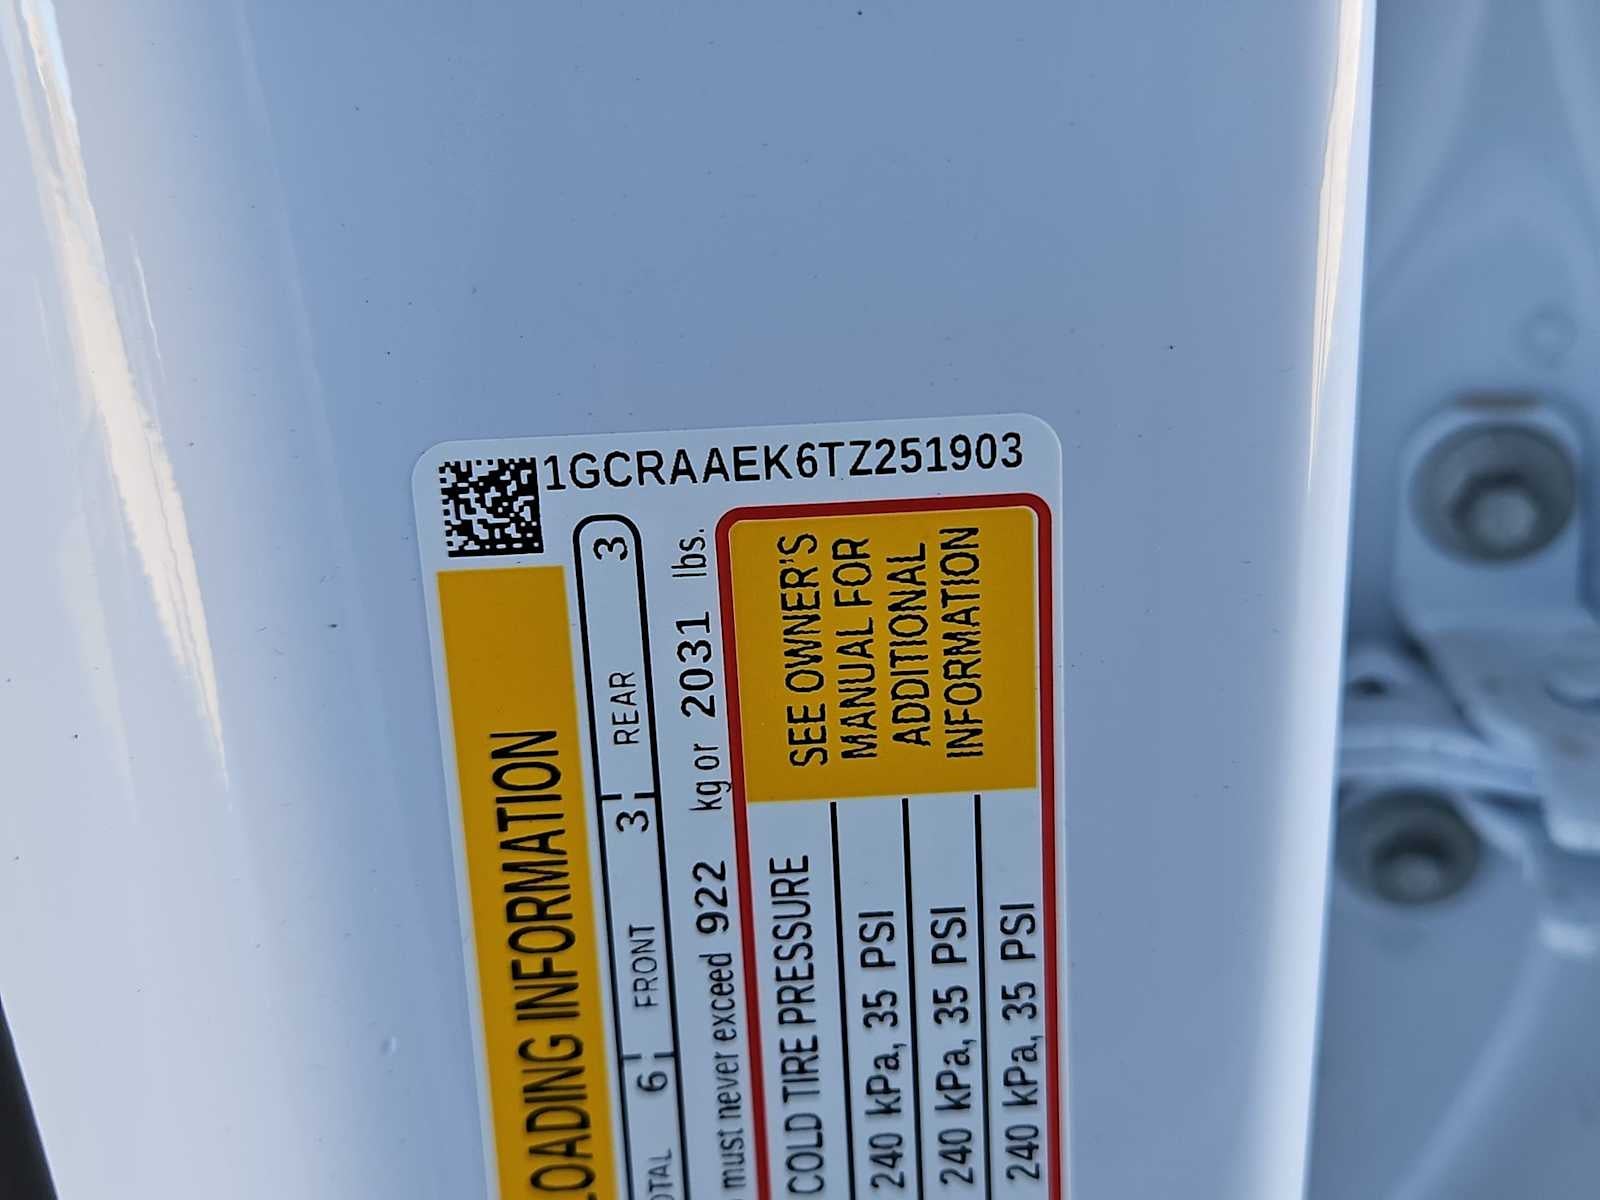 1GCRAAEK6TZ251903
LOADING INFORMATION
6 FRONT 3 REAR 3
must never exceed 922 kg or 2031 lbs.
COLD TIRE PRESSURE
240 kPa, 35 PSI
240 kPa, 35 PSI
240 kPa, 35 PSI
SEE OWNER'S
MANUAL FOR
ADDITIONAL
INFORMATION